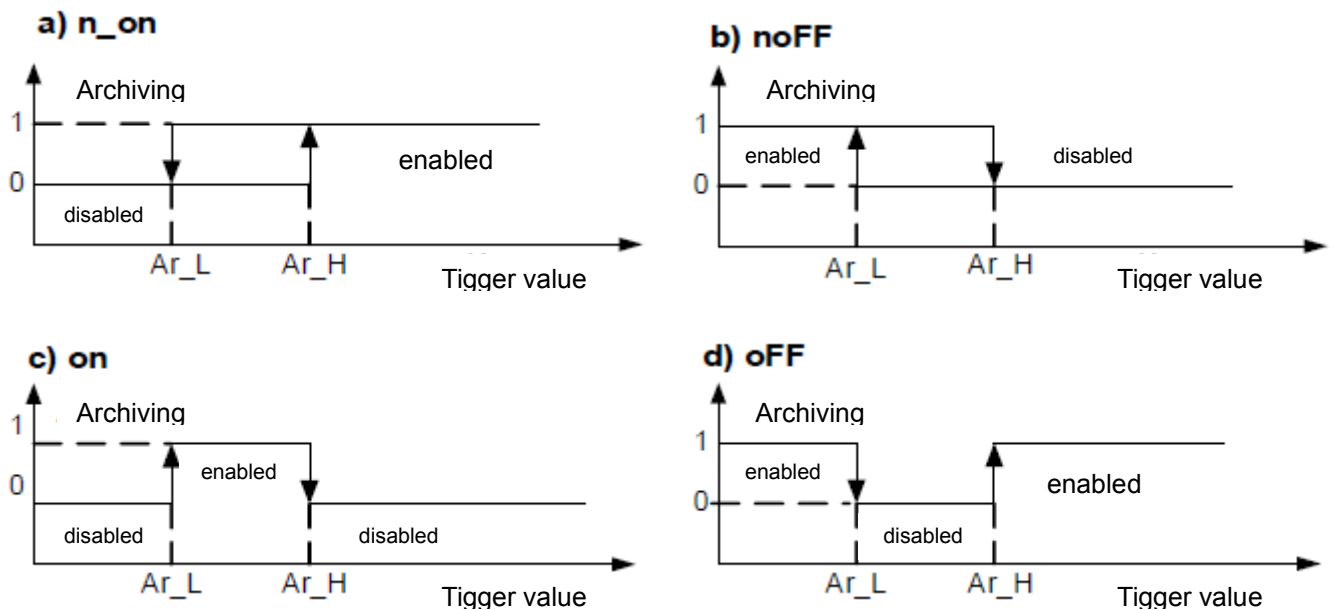 a) n_on
Archiving
1
enabled
0
disabled
Ar_L
Ar_H
Tigger value
b) noFF
Archiving
1
enabled
disabled
0
Ar_L
Ar_H
Tigger value
c) on
Archiving
1
enabled
0
disabled
disabled
Ar_L
Ar_H
Tigger value
d) oFF
Archiving
1
enabled
enabled
0
disabled
Ar_L
Ar_H
Tigger value